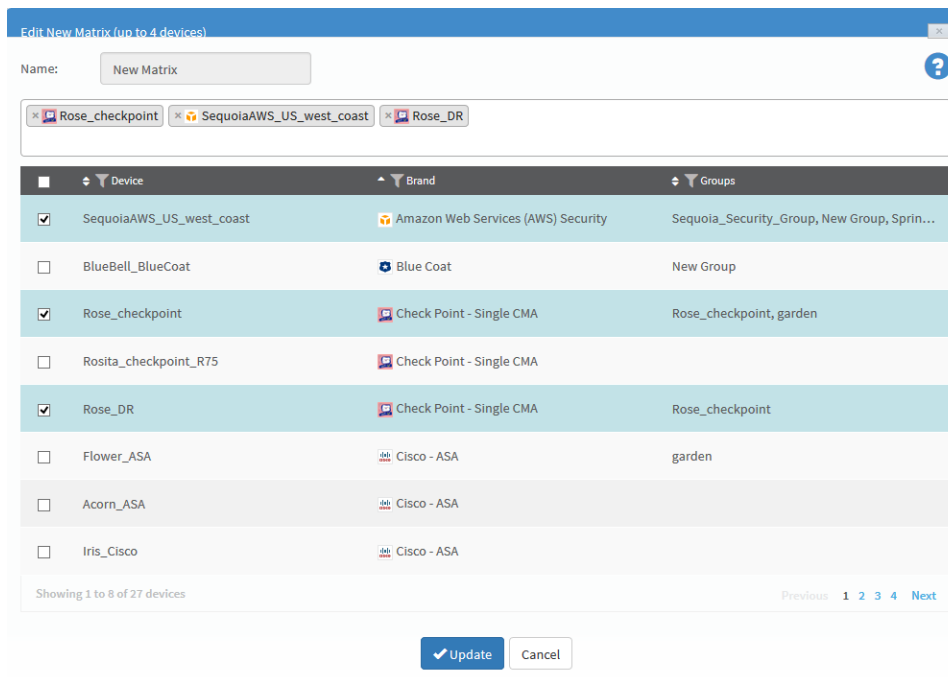 Edit New Matrix (up to 4 devices) ×
Name: New Matrix ?
× Rose_checkpoint × SequoiaAWS_US_west_coast × Rose_DR
Device Brand Groups
SequoiaAWS_US_west_coast Amazon Web Services (AWS) Security Sequoia_Security_Group, New Group, Sprin...
BlueBell_BlueCoat Blue Coat New Group
Rose_checkpoint Check Point - Single CMA Rose_checkpoint, garden
Rosita_checkpoint_R75 Check Point - Single CMA
Rose_DR Check Point - Single CMA Rose_checkpoint
Flower_ASA Cisco - ASA garden
Acorn_ASA Cisco - ASA
Iris_Cisco Cisco - ASA
Showing 1 to 8 of 27 devices Previous 1 2 3 4 Next
Update Cancel